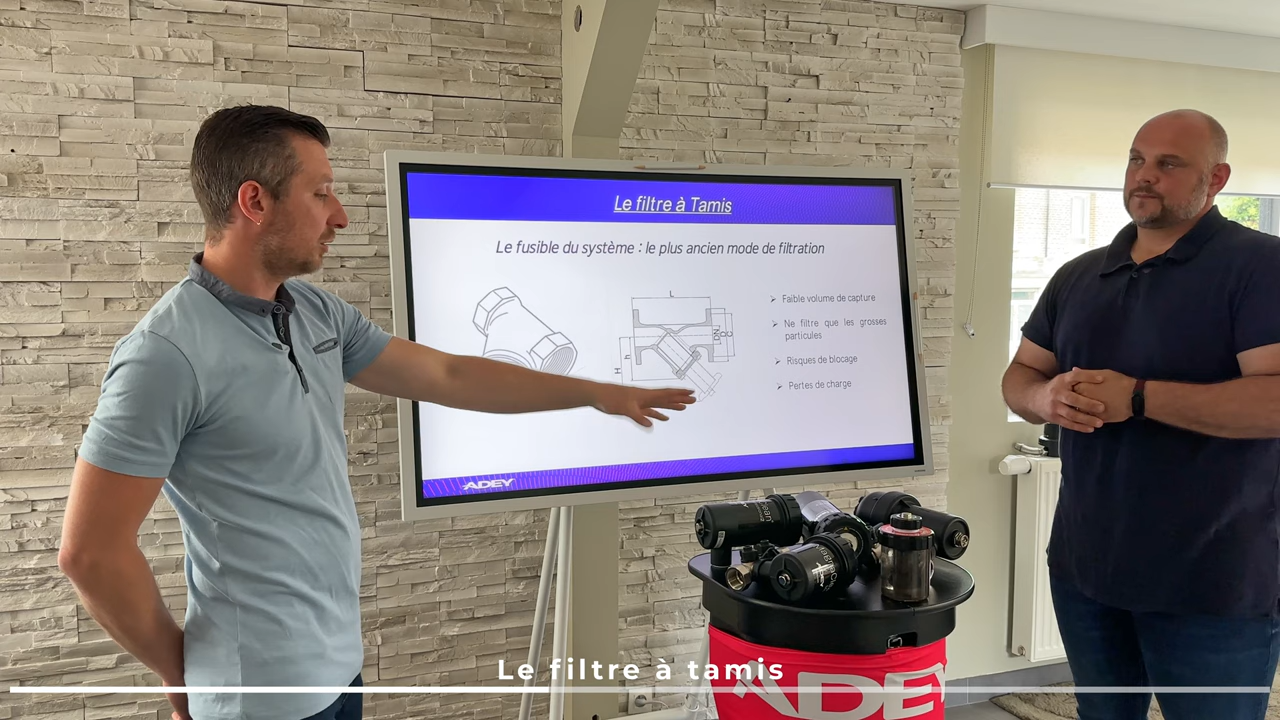 Le filtre à Tamis
Le fusible du système : le plus ancien mode de filtration
L
H
h
➢ Faible volume de capture
➢ Ne filtre que les grosses
particules
➢ Risques de blocage
➢ Pertes de charge
ADEY
Le filtre à tamis
ADEY